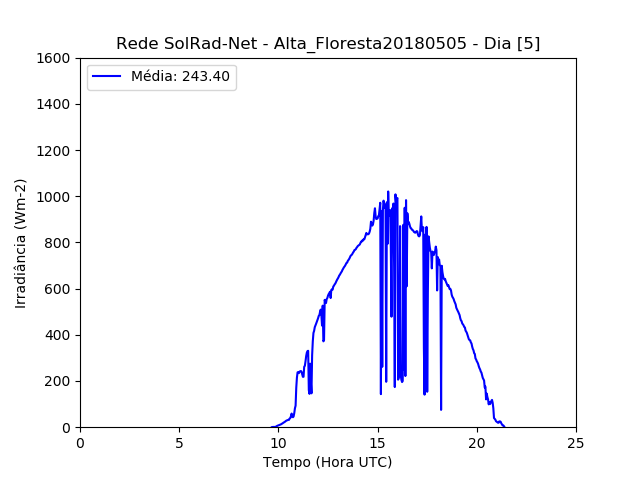 Rede SolRad-Net - Alta_Floresta20180505 - Dia [5]
Média: 243.40
Irradiância (Wm-2)
1600
1400
1200
1000
800
600
400
200
0
0 5 10 15 20 25
Tempo (Hora UTC)